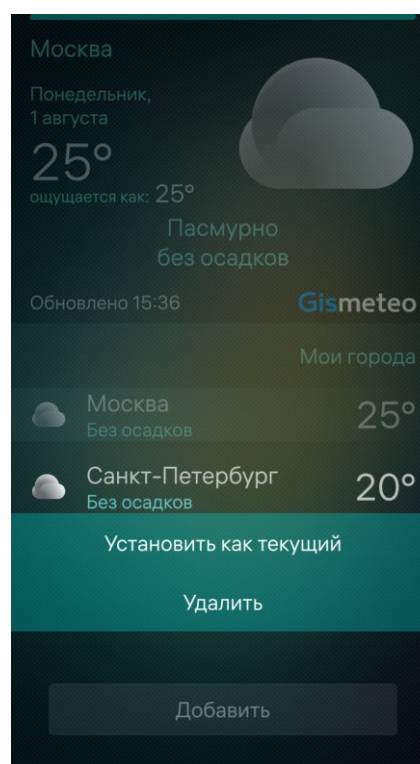 Москва
Понедельник,
1 августа
25°
ощущается как: 25°
Пасмурно
без осадков
Обновлено 15:36
Gismeteo
Мои города
Москва
Без осадков
25°
Санкт-Петербург
Без осадков
20°
Установить как текущий
Удалить
Добавить